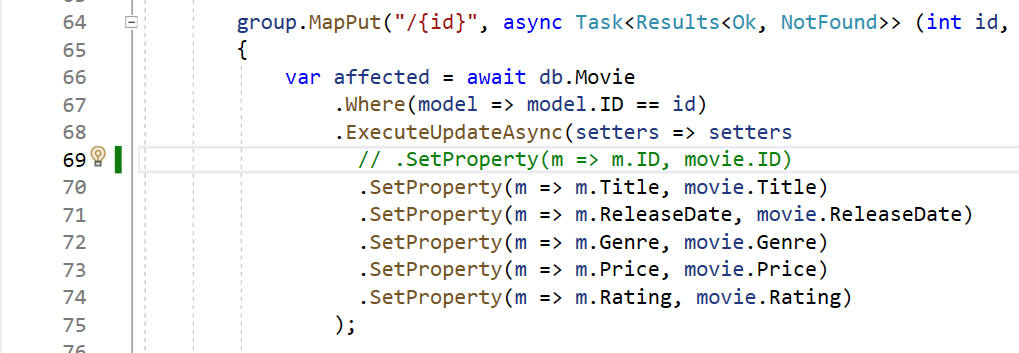 64 group.MapPut("/{id}", async Task<Results<Ok, NotFound>> (int id,
65 {
66 var affected = await db.Movie
67 .Where(model => model.ID == id)
68 .ExecuteUpdateAsync(setters => setters
69 // .SetProperty(m => m.ID, movie.ID)
70 .SetProperty(m => m.Title, movie.Title)
71 .SetProperty(m => m.ReleaseDate, movie.ReleaseDate)
72 .SetProperty(m => m.Genre, movie.Genre)
73 .SetProperty(m => m.Price, movie.Price)
74 .SetProperty(m => m.Rating, movie.Rating)
75 );